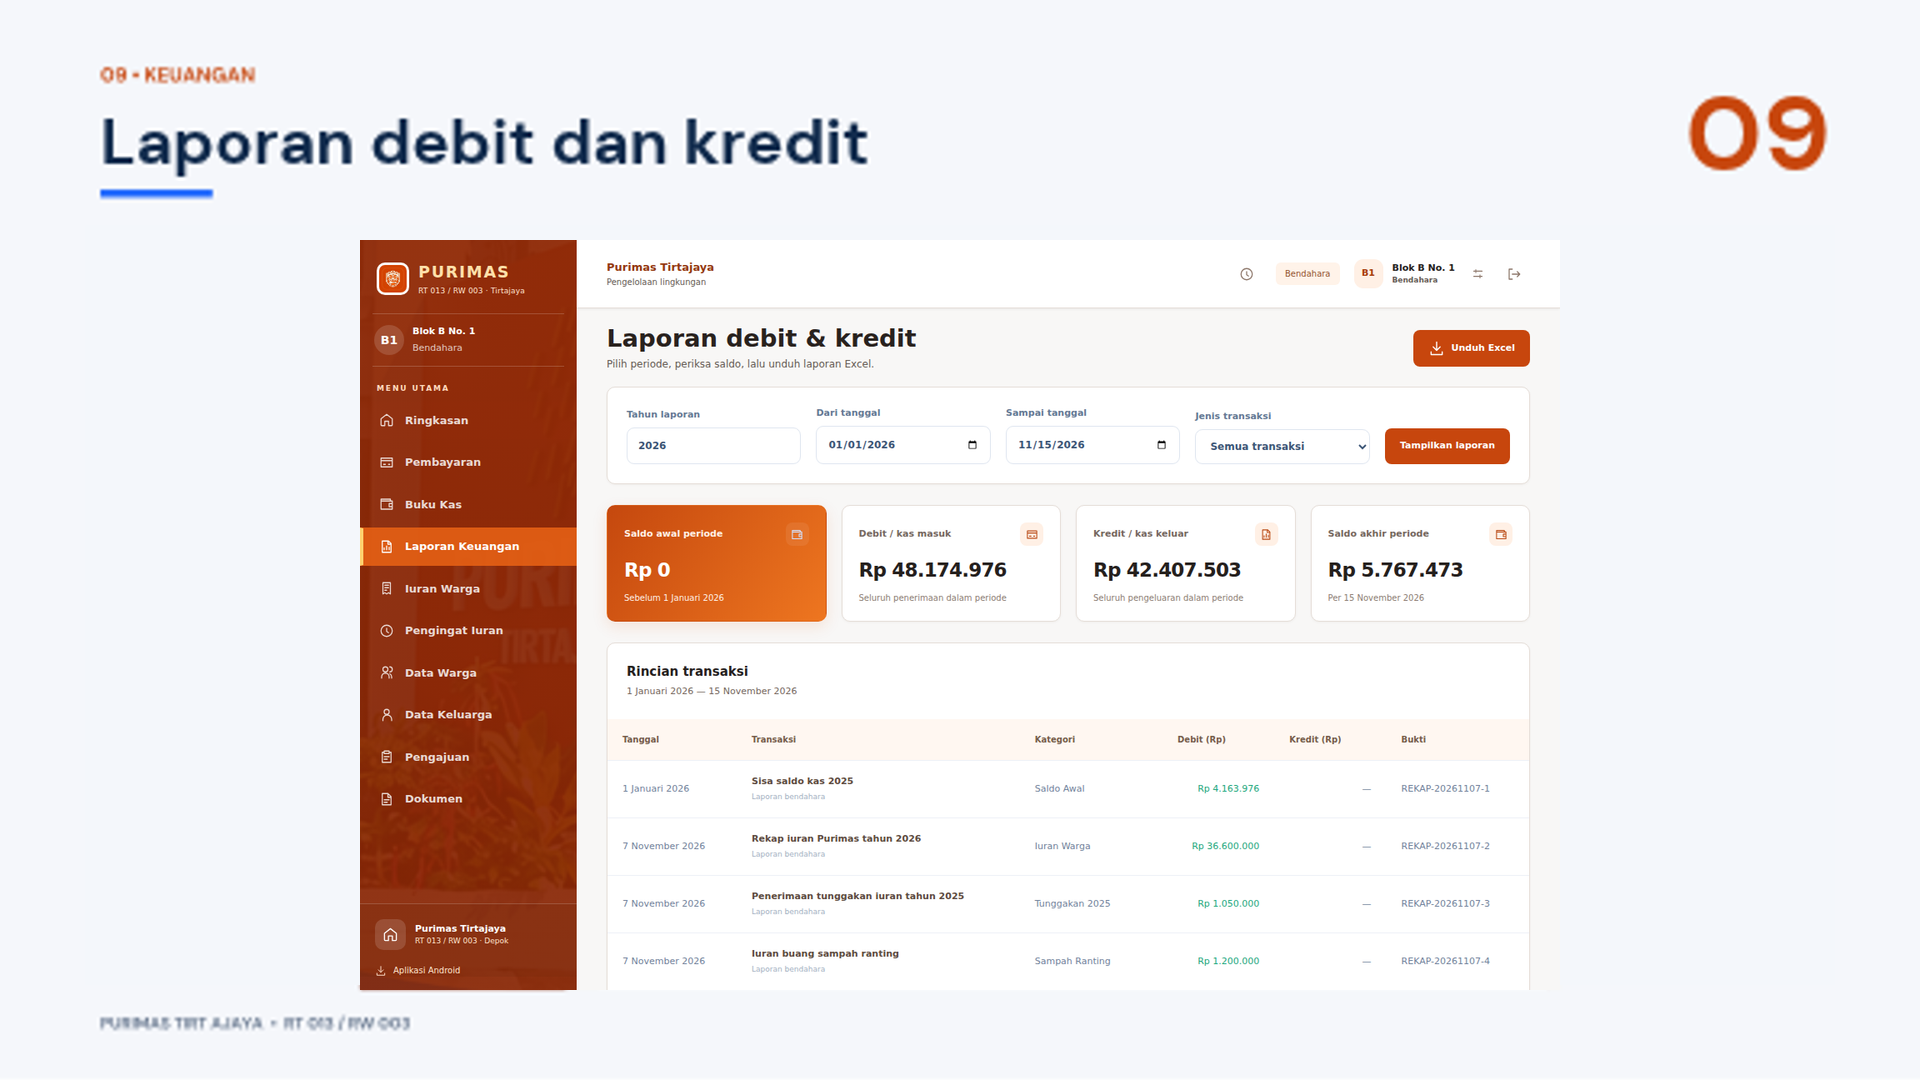 09 • KEUANGAN
Laporan debit dan kredit
09
PURIMAS
RT 013 / RW 003 · Tirtajaya
B1
Blok B No. 1
Bendahara
MENU UTAMA
Ringkasan
Pembayaran
Buku Kas
Laporan Keuangan
Iuran Warga
Pengingat Iuran
Data Warga
Data Keluarga
Pengajuan
Dokumen
Purimas Tirtajaya
RT 013 / RW 003 · Depok
Aplikasi Android
Purimas Tirtajaya
Pengelolaan lingkungan
Bendahara
B1
Blok B No. 1
Bendahara
Laporan debit & kredit
Pilih periode, periksa saldo, lalu unduh laporan Excel.
Unduh Excel
Tahun laporan
2026
Dari tanggal
01/01/2026
Sampai tanggal
11/15/2026
Jenis transaksi
Semua transaksi
Tampilkan laporan
Saldo awal periode
Rp 0
Sebelum 1 Januari 2026
Debit / kas masuk
Rp 48.174.976
Seluruh penerimaan dalam periode
Kredit / kas keluar
Rp 42.407.503
Seluruh pengeluaran dalam periode
Saldo akhir periode
Rp 5.767.473
Per 15 November 2026
Rincian transaksi
1 Januari 2026 — 15 November 2026
Tanggal Transaksi Kategori Debit (Rp) Kredit (Rp) Bukti
1 Januari 2026 Sisa saldo kas 2025 Saldo Awal Rp 4.163.976 — REKAP-20261107-1
Laporan bendahara
7 November 2026 Rekap iuran Purimas tahun 2026 Iuran Warga Rp 36.600.000 — REKAP-20261107-2
Laporan bendahara
7 November 2026 Penerimaan tunggakan iuran tahun 2025 Tunggakan 2025 Rp 1.050.000 — REKAP-20261107-3
Laporan bendahara
7 November 2026 Iuran buang sampah ranting Sampah Ranting Rp 1.200.000 — REKAP-20261107-4
Laporan bendahara
PURIMAS TIRT AJAYA • RT 013 / RW 003